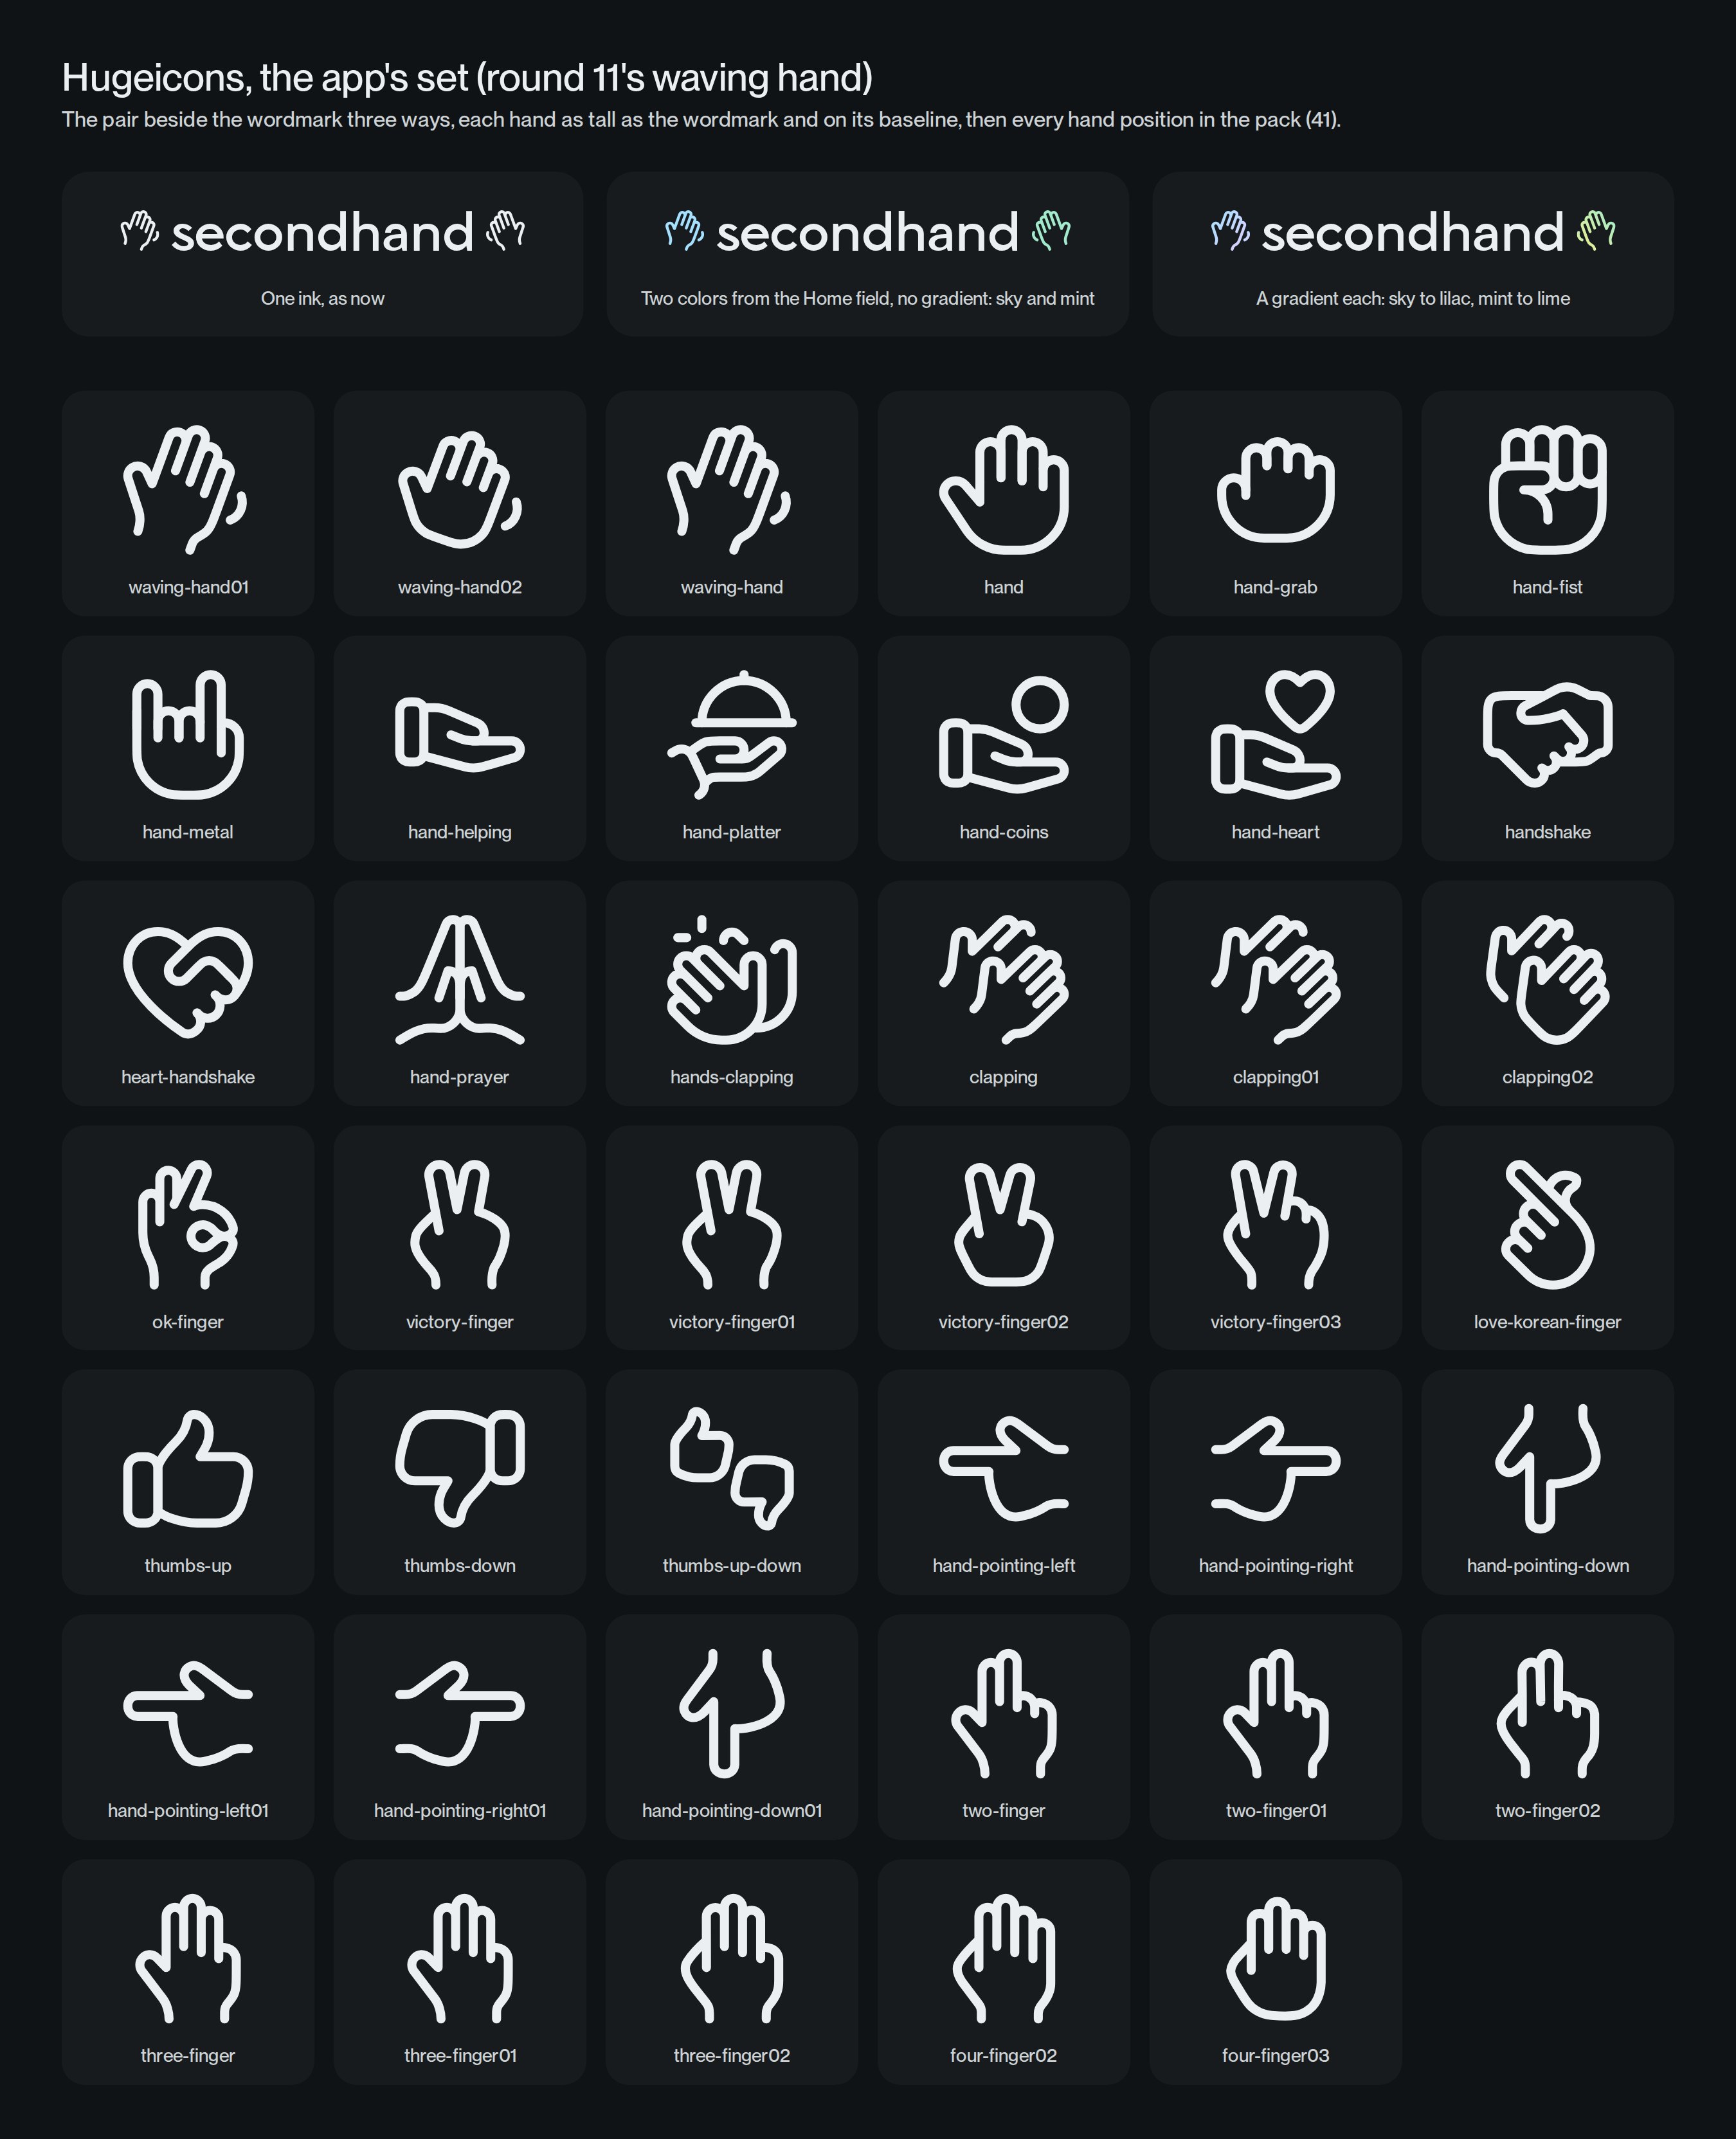 Hugeicons, the app's set (round 11's waving hand)
The pair beside the wordmark three ways, each hand as tall as the wordmark and on its baseline, then every hand position in the pack (41).
secondhand
One ink, as now
secondhand
Two colors from the Home field, no gradient: sky and mint
secondhand
A gradient each: sky to lilac, mint to lime
waving-hand01
waving-hand02
waving-hand
hand
hand-grab
hand-fist
hand-metal
hand-helping
hand-platter
hand-coins
hand-heart
handshake
heart-handshake
hand-prayer
hands-clapping
clapping
clapping01
clapping02
ok-finger
victory-finger
victory-finger01
victory-finger02
victory-finger03
love-korean-finger
thumbs-up
thumbs-down
thumbs-up-down
hand-pointing-left
hand-pointing-right
hand-pointing-down
hand-pointing-left01
hand-pointing-right01
hand-pointing-down01
two-finger
two-finger01
two-finger02
three-finger
three-finger01
three-finger02
four-finger02
four-finger03